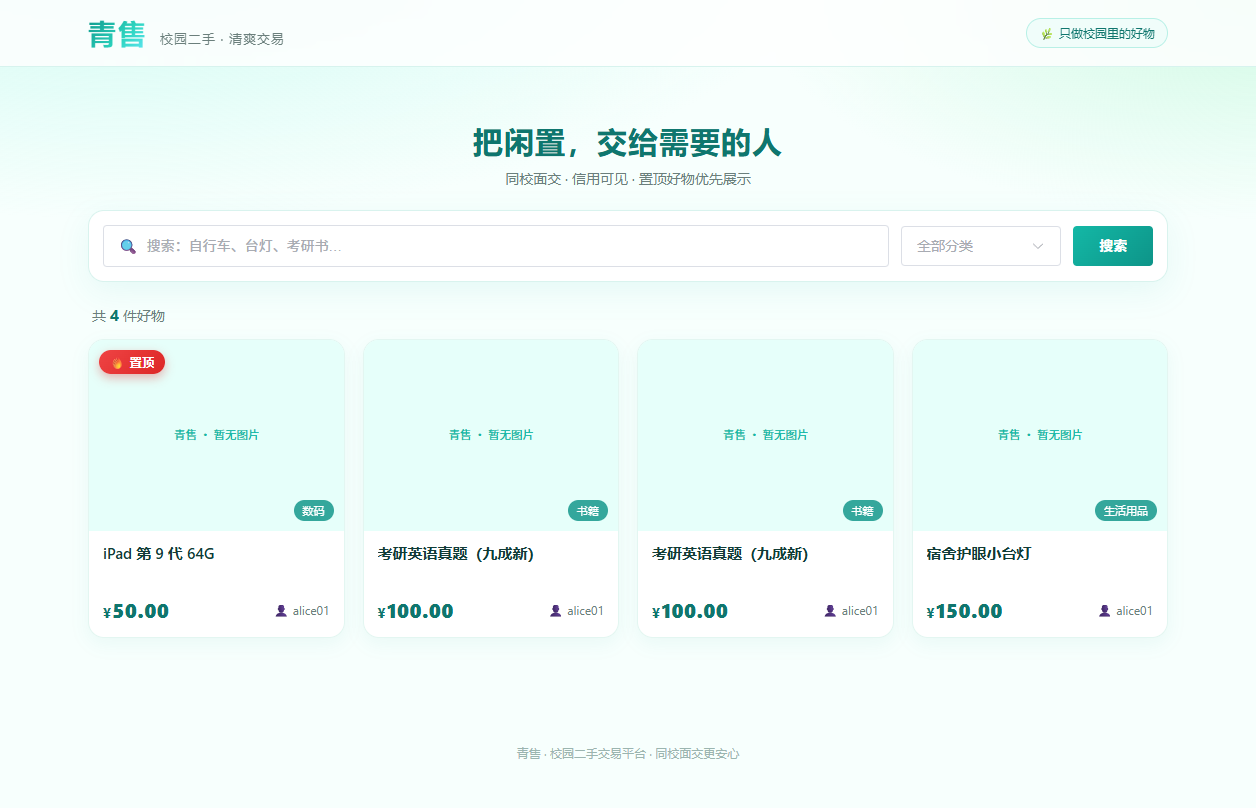 青售 校园二手 · 清爽交易
🌿 只做校园里的好物
把闲置，交给需要的人
同校面交 · 信用可见 · 置顶好物优先展示
🔍 搜索：自行车、台灯、考研书...
全部分类
搜索
共 4 件好物
🔥 置顶
青售 · 暂无图片
数码
iPad 第 9 代 64G
¥50.00
👤 alice01
青售 · 暂无图片
书籍
考研英语真题（九成新）
¥100.00
👤 alice01
青售 · 暂无图片
书籍
考研英语真题（九成新）
¥100.00
👤 alice01
青售 · 暂无图片
生活用品
宿舍护眼小台灯
¥150.00
👤 alice01
青售 · 校园二手交易平台 · 同校面交更安心